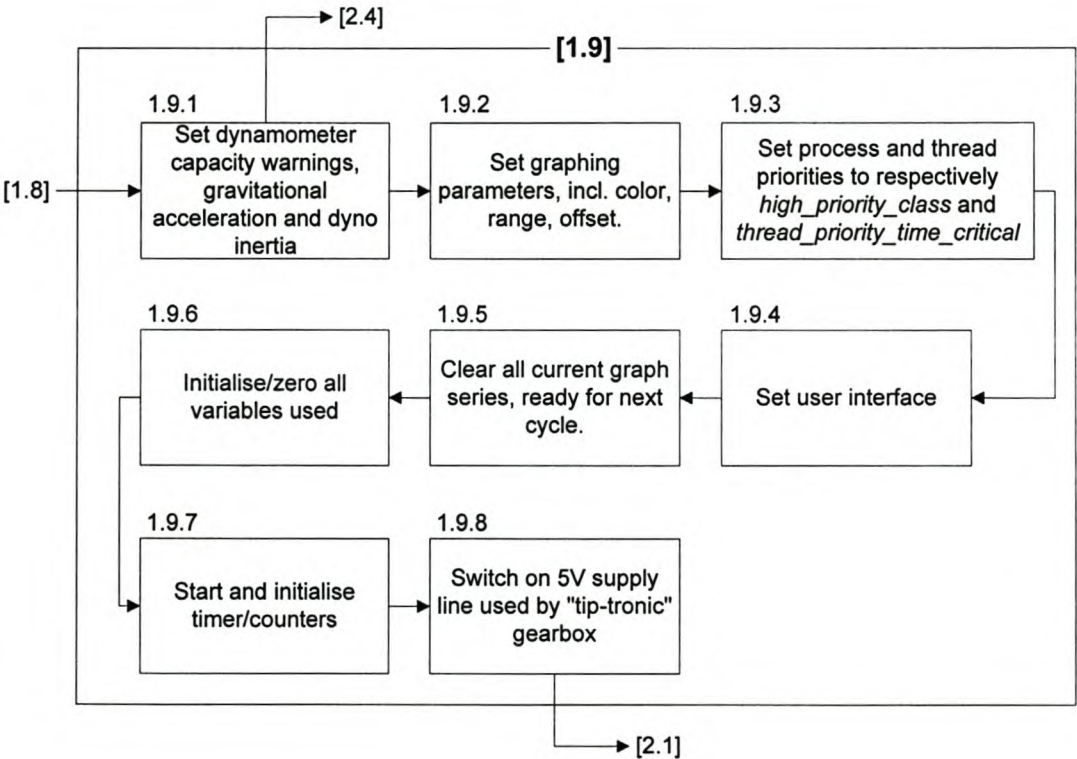 [2.4]
[1.9]
1.9.1
Set dynamometer
capacity warnings,
gravitational
acceleration and dyno
inertia
1.9.2
Set graphing
parameters, incl. color,
range, offset.
1.9.3
Set process and thread
priorities to respectively
high_priority_class and
thread_priority_time_critical
[1.8]
1.9.6
Initialise/zero all
variables used
1.9.5
Clear all current graph
series, ready for next
cycle.
1.9.4
Set user interface
1.9.7
Start and initialise
timer/counters
1.9.8
Switch on 5V supply
line used by "tip-tronic"
gearbox
[2.1]